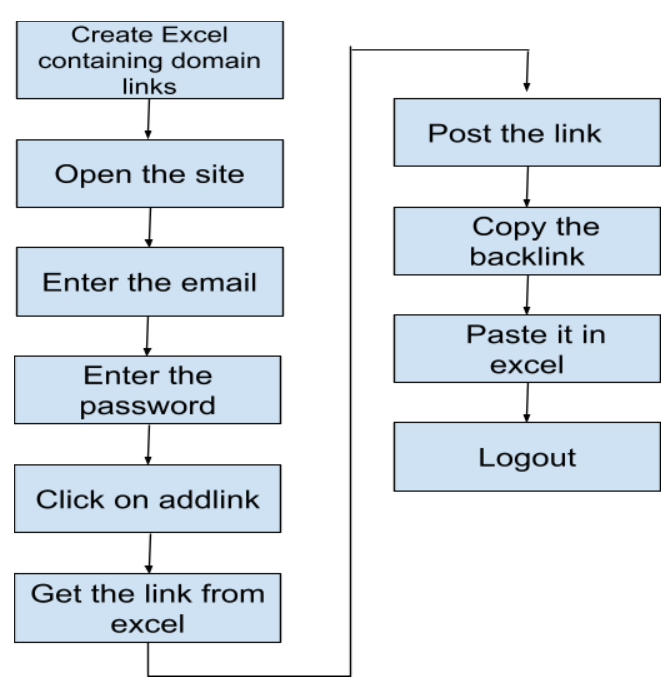 Create Excel
containing domain
links
Open the site
Enter the email
Enter the
password
Click on addlink
Get the link from
excel
Post the link
Copy the
backlink
Paste it in
excel
Logout